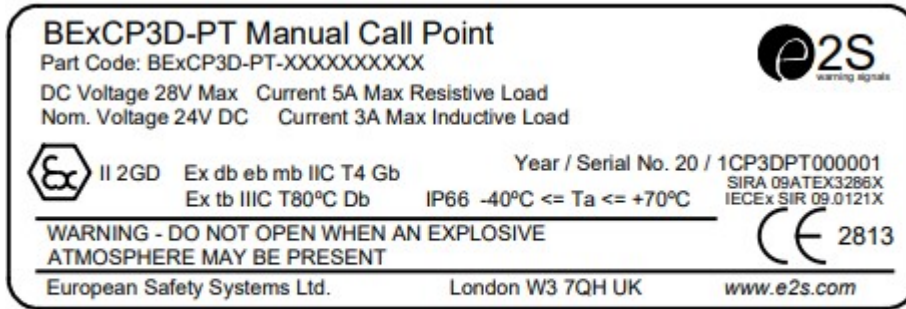 BExCP3D-PT Manual Call Point
Part Code: BExCP3D-PT-XXXXXXXXXX
e2S
warning signals
DC Voltage 28V Max Current 5A Max Resistive Load
Nom. Voltage 24V DC Current 3A Max Inductive Load
Ex II 2GD Ex db eb mb IIC T4 Gb
Year / Serial No. 20 / 1CP3DPT000001
Ex tb IIIC T80ºC Db IP66 -40ºC <= Ta <= +70ºC
SIRA 09ATEX3286X
IECEx SIR 09.0121X
WARNING - DO NOT OPEN WHEN AN EXPLOSIVE
ATMOSPHERE MAY BE PRESENT
CE 2813
European Safety Systems Ltd. London W3 7QH UK www.e2s.com